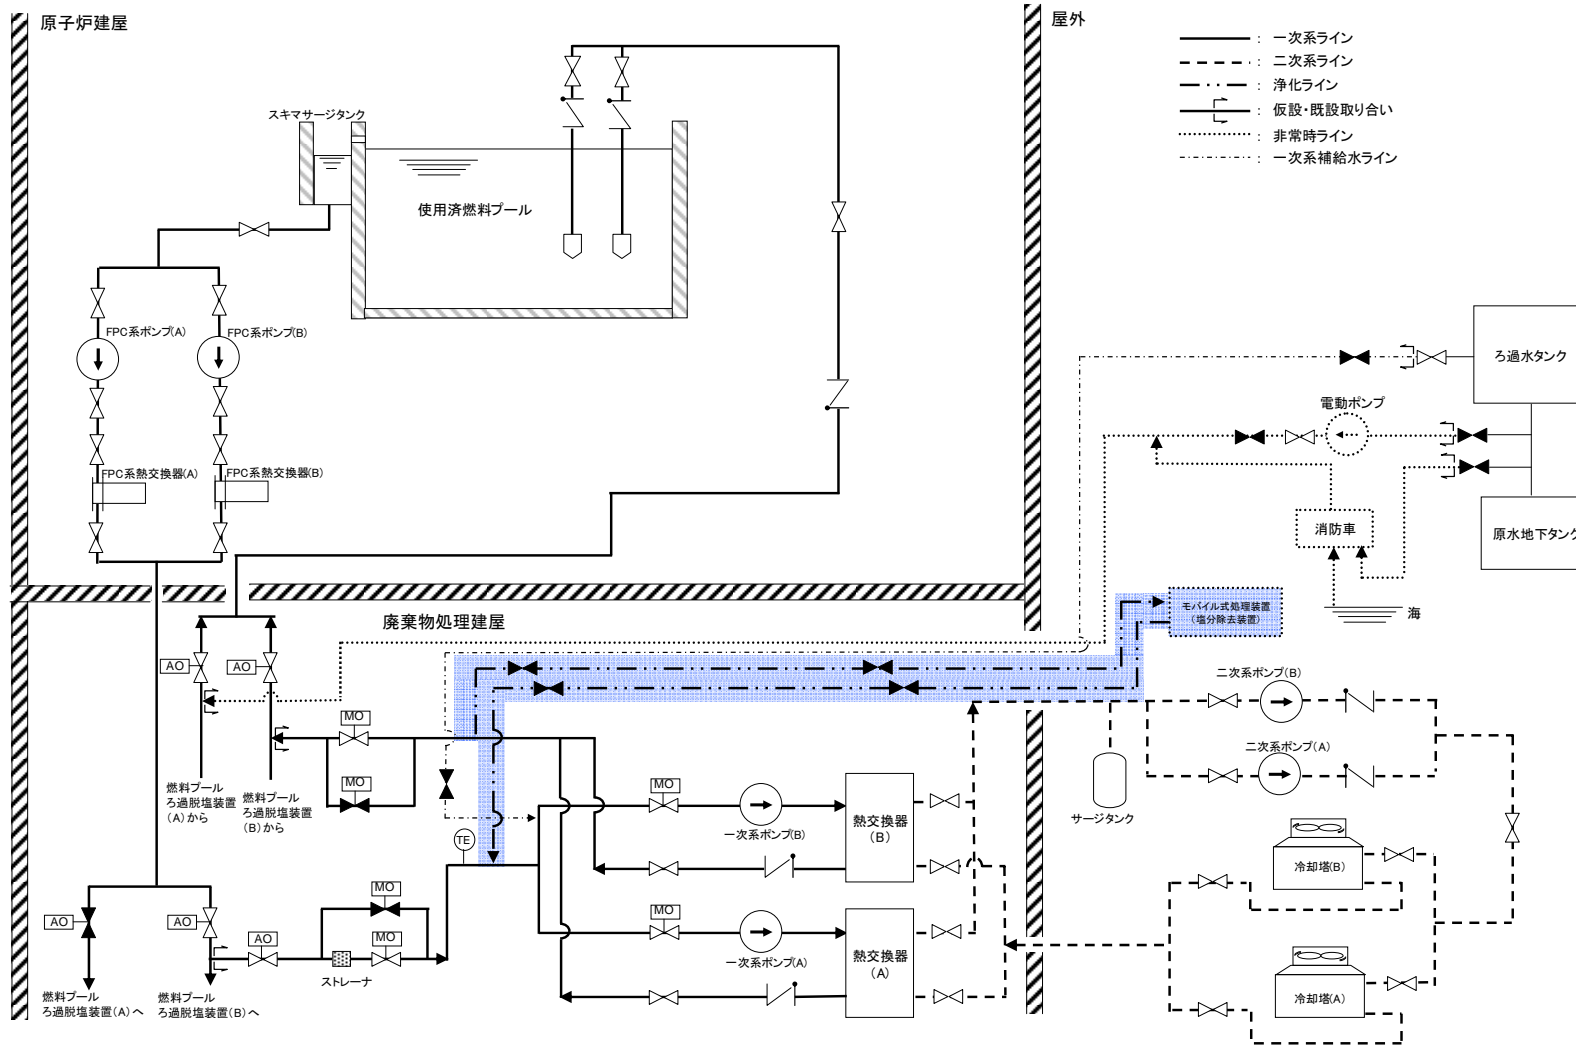 原子炉建屋
屋外
: 一次系ライン
: 二次系ライン
: 浄化ライン
: 仮設・既設取り合い
: 非常時ライン
: 一次系補給水ライン
スキマサージタンク
使用済燃料プール
FPC系ポンプ(A)
FPC系ポンプ(B)
FPC系熱交換器(A)
FPC系熱交換器(B)
ろ過水タンク
電動ポンプ
消防車
原水地下タンク
海
廃棄物処理建屋
モバイル式処理装置
(塩分除去装置)
AO
AO
MO
MO
燃料プール
ろ過脱塩装置
(A)から
燃料プール
ろ過脱塩装置
(B)から
二次系ポンプ(B)
二次系ポンプ(A)
サージタンク
MO
一次系ポンプ(B)
熱交換器
(B)
TE
冷却塔(B)
AO
AO
AO
MO
MO
ストレーナ
MO
一次系ポンプ(A)
熱交換器
(A)
冷却塔(A)
燃料プール
ろ過脱塩装置(A)へ
燃料プール
ろ過脱塩装置(B)へ